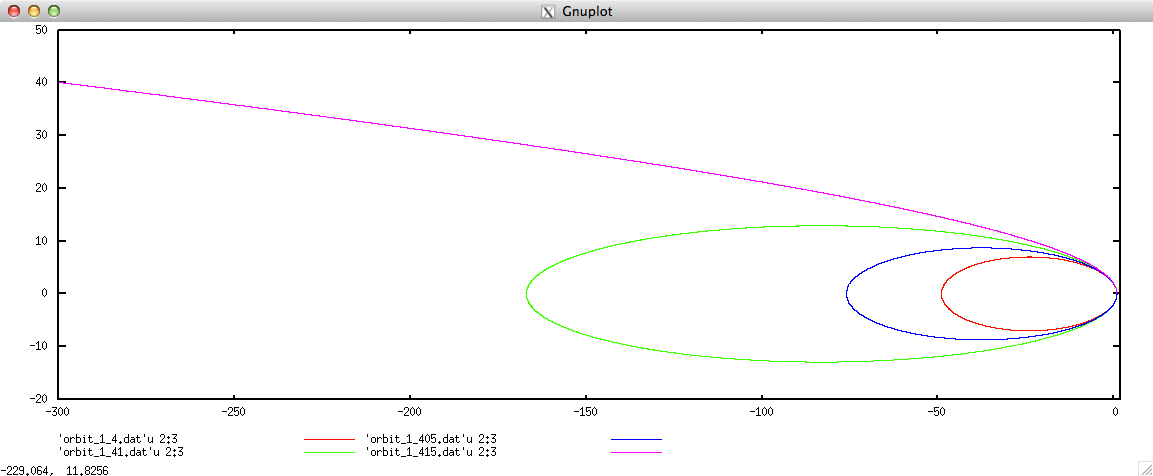 Gnuplot
50
40
30
20
10
0
-10
-20
-300 -250 -200 -150 -100 -50 0
'orbit_1_4.dat'u 2:3 'orbit_1_405.dat'u 2:3
'orbit_1_41.dat'u 2:3 'orbit_1_415.dat'u 2:3
-229.064, 11.8256